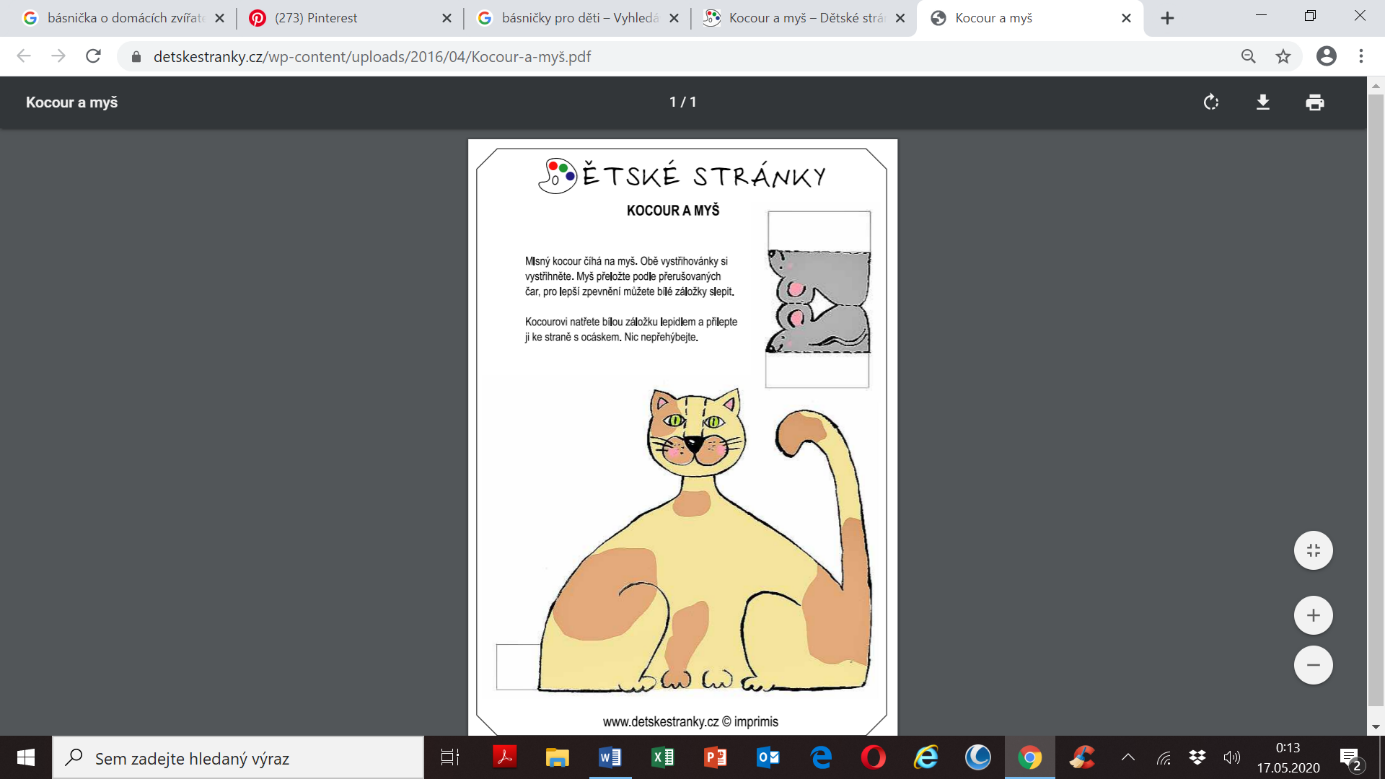 básnička o domácích zvířate
(273) Pinterest
básničky pro děti – Vyhledá
Kocour a myš – Dětské strán
Kocour a myš
detskestranky.cz/wp-content/uploads/2016/04/Kocour-a-myš.pdf
Kocour a myš
1 / 1
ĚTSKÉ STRÁNKY
KOCOUR A MYŠ
Mlsný kocour číhá na myš. Obě vystřihovánky si
vystřihněte. Myš přeložte podle přerušovaných
čar, pro lepší zpevnění můžete bílé záložky slepit.
Kocourovi natřete bílou záložku lepidlem a přilepte
ji ke straně s ocáskem. Nic nepřehýbejte.
www.detskestranky.cz © imprimis
Sem zadejte hledaný výraz
0:13
17.05.2020
2